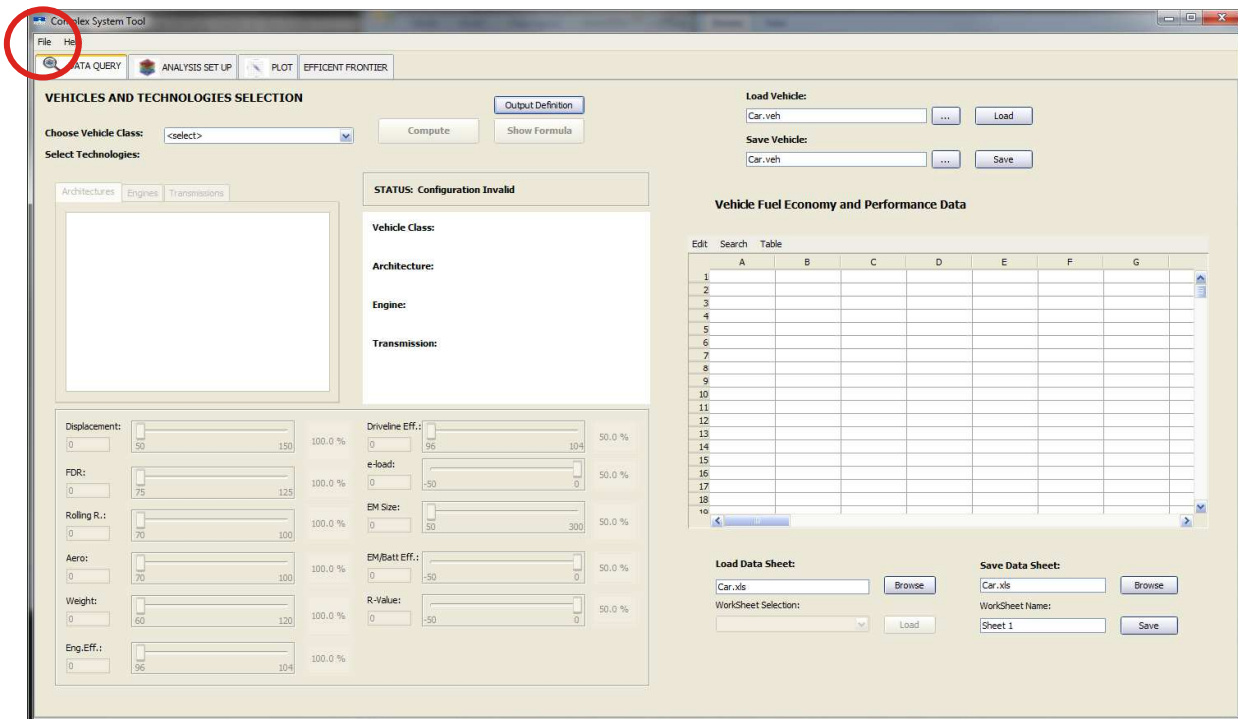 Complex System Tool
File Help
DATA QUERY ANALYSIS SET UP PLOT EFFICENT FRONTIER
VEHICLES AND TECHNOLOGIES SELECTION
Output Definition
Choose Vehicle Class: <select> Compute Show Formula
Select Technologies:
Architectures Engines Transmissions
STATUS: Configuration Invalid
Vehicle Class:
Architecture:
Engine:
Transmission:
Displacement:
0 50 150 100.0 %
FDR:
0 75 125 100.0 %
Rolling R.:
0 70 100 100.0 %
Aero:
0 70 100 100.0 %
Weight:
0 60 120 100.0 %
Eng.Eff.:
0 96 104 100.0 %
Driveline Eff.:
0 96 104 50.0 %
e-load:
0 -50 0 50.0 %
EM Size:
0 50 300 50.0 %
EM/Batt Eff.:
0 -50 0 50.0 %
R-Value:
0 -50 0 50.0 %
Load Vehicle:
Car.veh ... Load
Save Vehicle:
Car.veh ... Save
Vehicle Fuel Economy and Performance Data
Edit Search Table
A B C D E F G
1
2
3
4
5
6
7
8
9
10
11
12
13
14
15
16
17
18
19
Load Data Sheet:
Car.xls Browse
WorkSheet Selection:
Load
Save Data Sheet:
Car.xls Browse
WorkSheet Name:
Sheet 1 Save